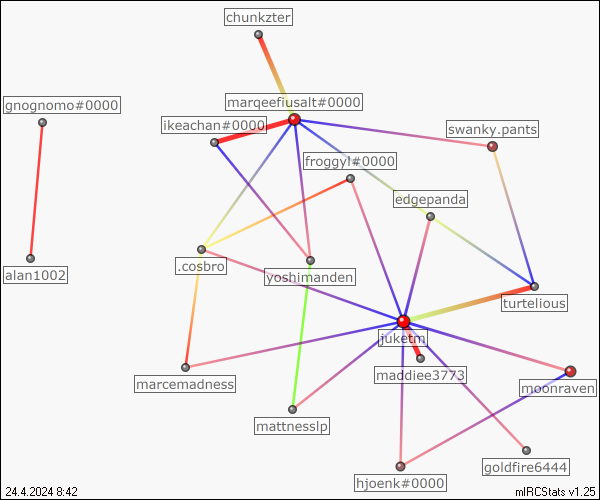 chunkzter
gnognomo#0000
marqeefiusalt#0000
ikeachan#0000
swanky.pants
froggy!#0000
edgepanda
.cosbro
alan1002
yoshimanden
turtelious
juketm
maddiee3773
marcemadness
moonraven
mattnesslp
goldfire6444
hjoenk#0000
24.4.2024 8:42
mIRCStats v1.25